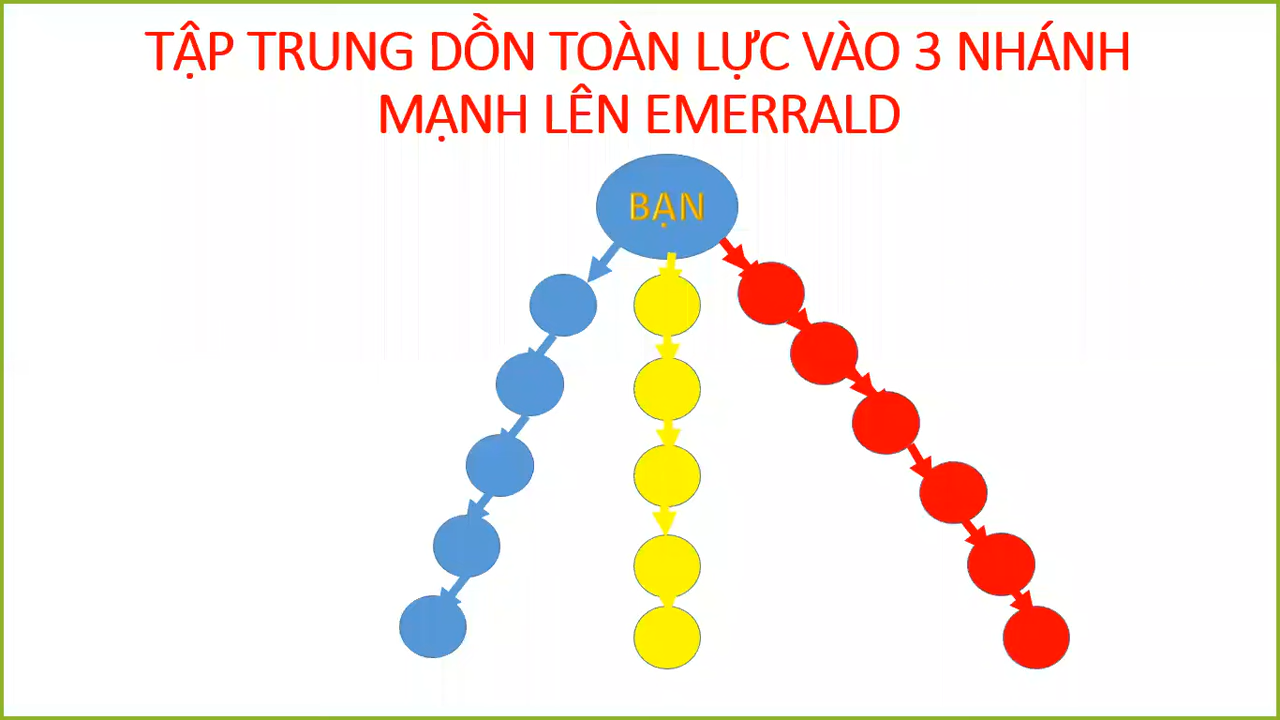 TẬP TRUNG DỒN TOÀN LỰC VÀO 3 NHÁNH
MẠNH LÊN EMERRALD
BẠN